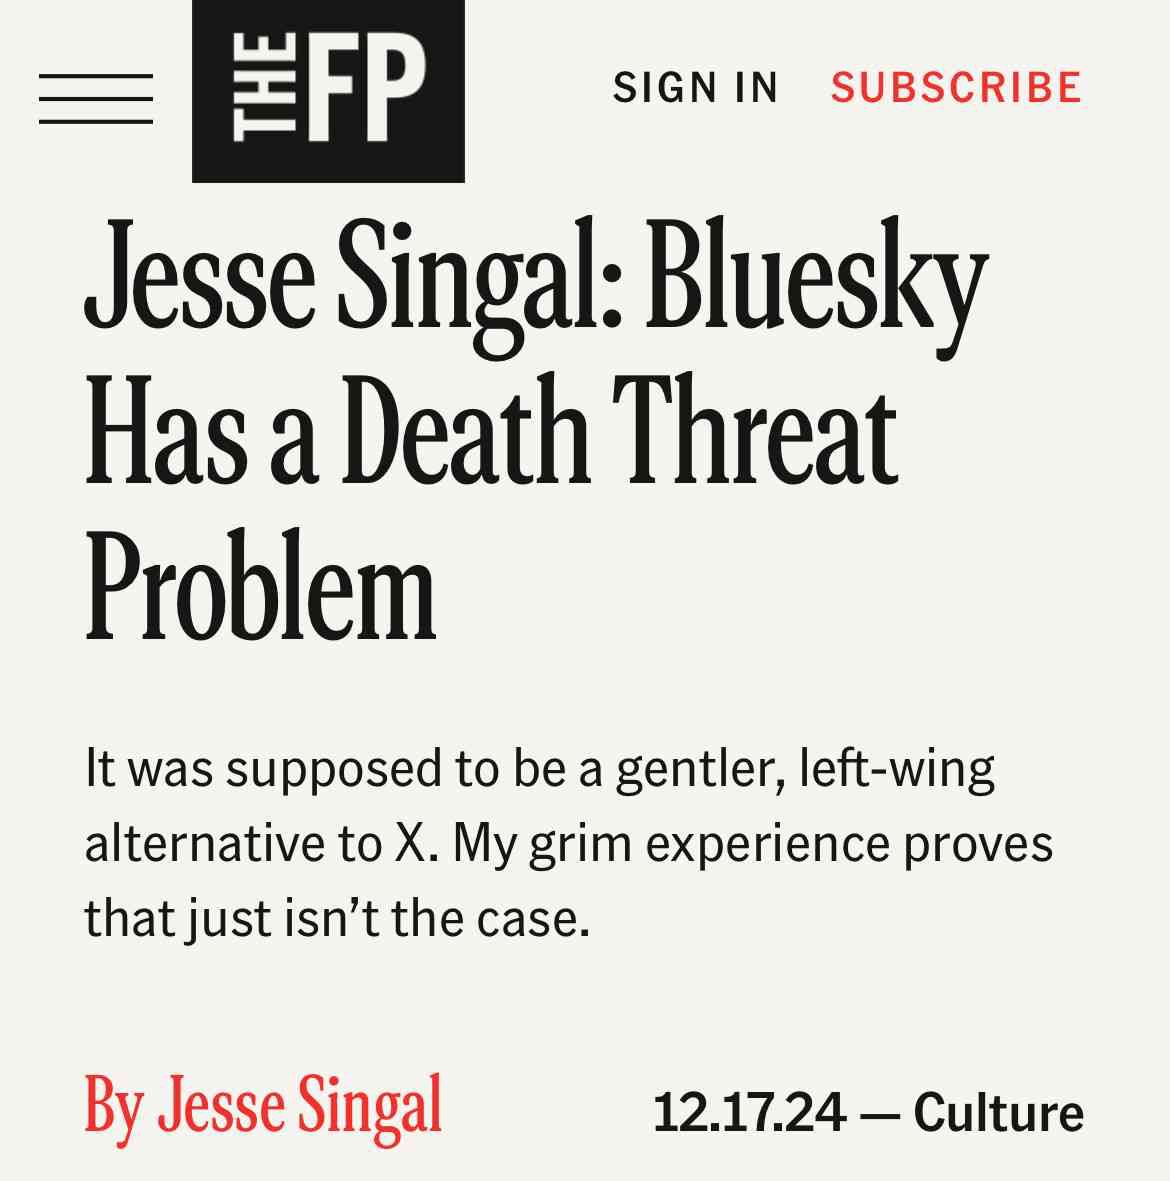 THE FP
SIGN IN SUBSCRIBE
Jesse Singal: Bluesky
Has a Death Threat
Problem
It was supposed to be a gentler, left-wing
alternative to X. My grim experience proves
that just isn’t the case.
By Jesse Singal
12.17.24 — Culture